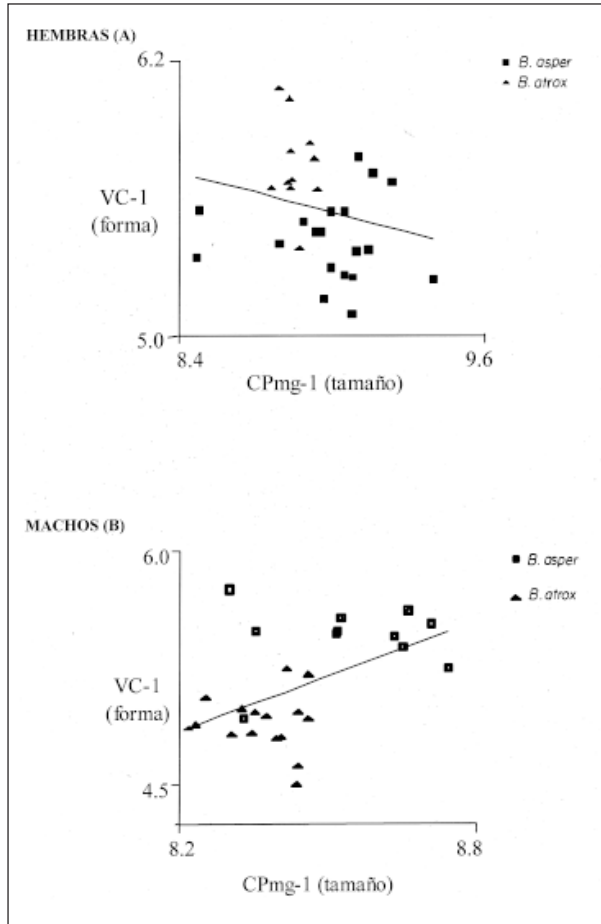 HEMBRAS (A)
6.2
B. asper
B. atrox
VC-1
(forma)
5.0
8.4
9.6
CPmg-1 (tamaño)
MACHOS (B)
6.0
B. asper
B. atrox
VC-1
(forma)
4.5
8.2
8.8
CPmg-1 (tamaño)